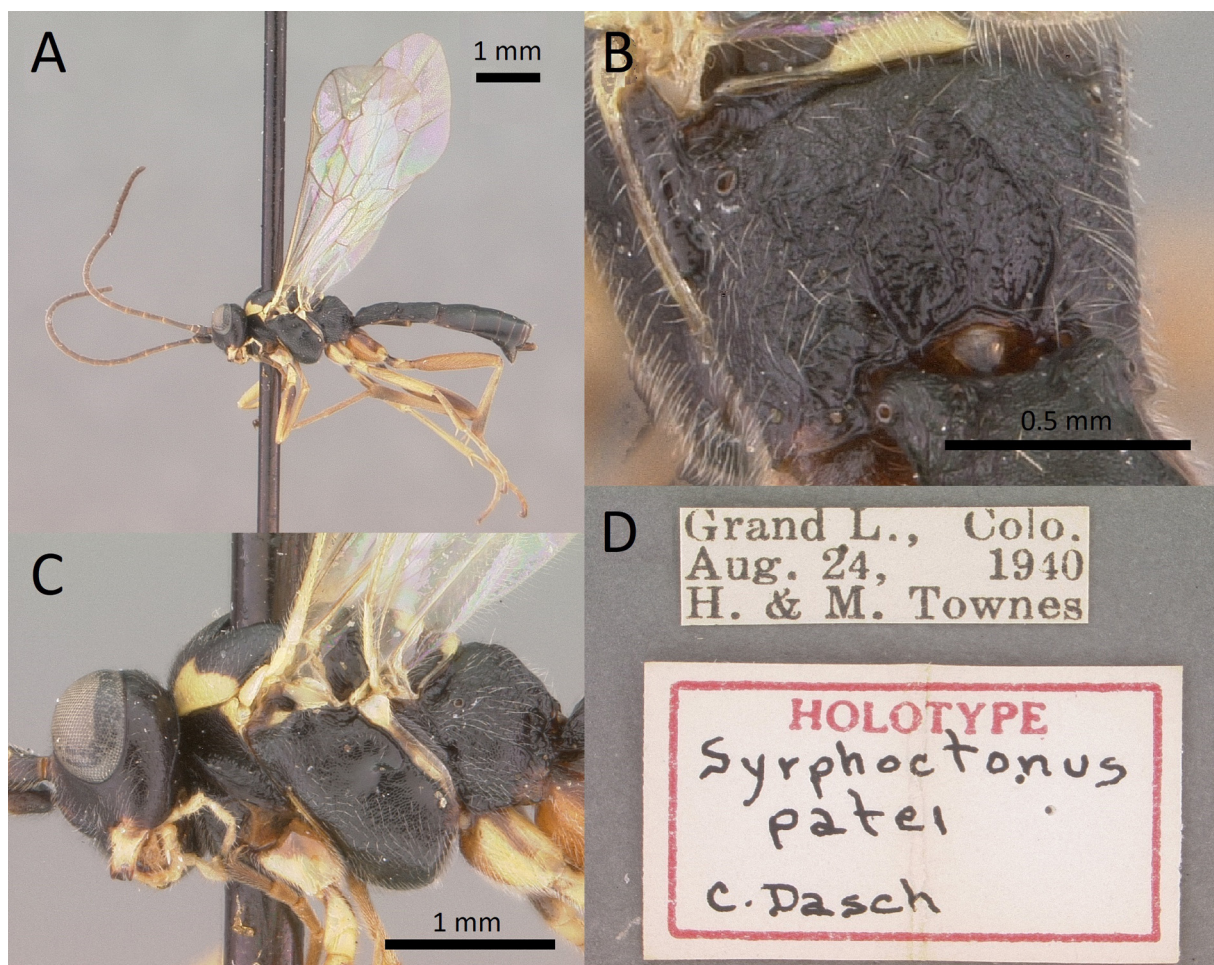 A
1 mm
B
0.5 mm
C
1 mm
D
Grand L., Colo.
Aug. 24, 1940
H. & M. Townes
HOLOTYPE
Syrphoctonus
patei
C. Dasch